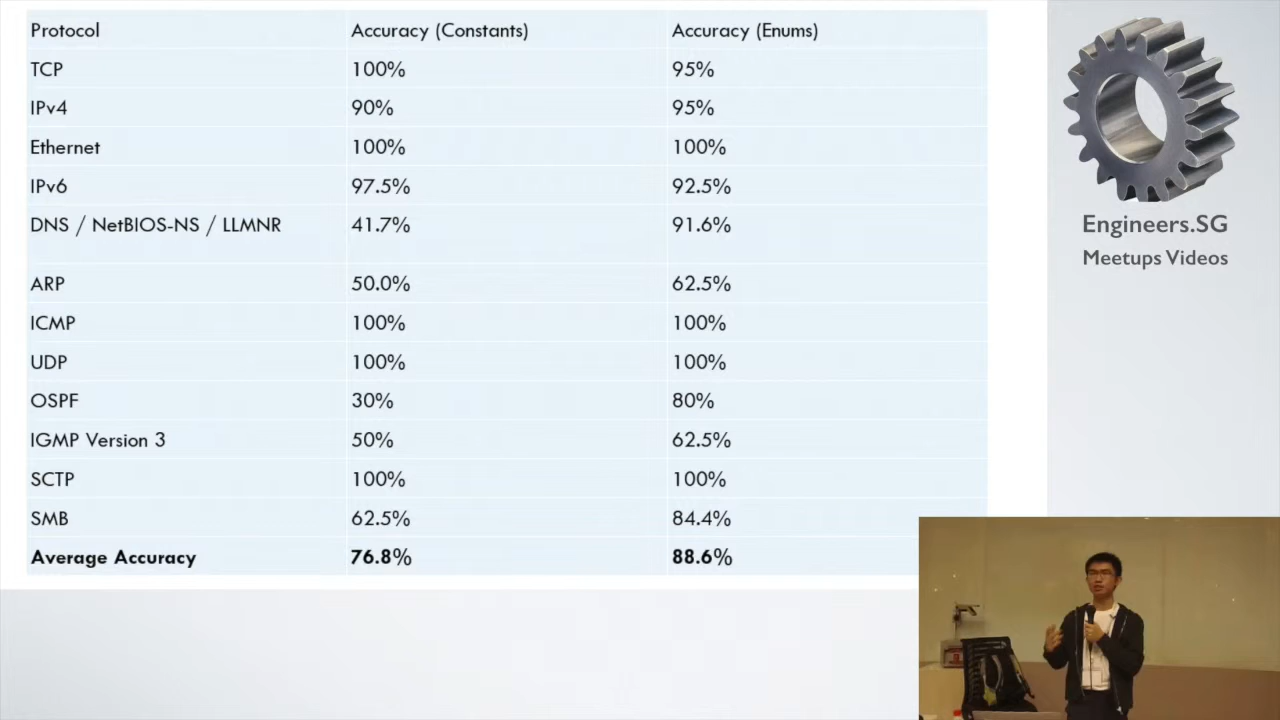 Protocol Accuracy (Constants) Accuracy (Enums)
TCP 100% 95%
IPv4 90% 95%
Ethernet 100% 100%
IPv6 97.5% 92.5%
DNS / NetBIOS-NS / LLMNR 41.7% 91.6%
ARP 50.0% 62.5%
ICMP 100% 100%
UDP 100% 100%
OSPF 30% 80%
IGMP Version 3 50% 62.5%
SCTP 100% 100%
SMB 62.5% 84.4%
Average Accuracy 76.8% 88.6%
Engineers.SG
Meetups Videos